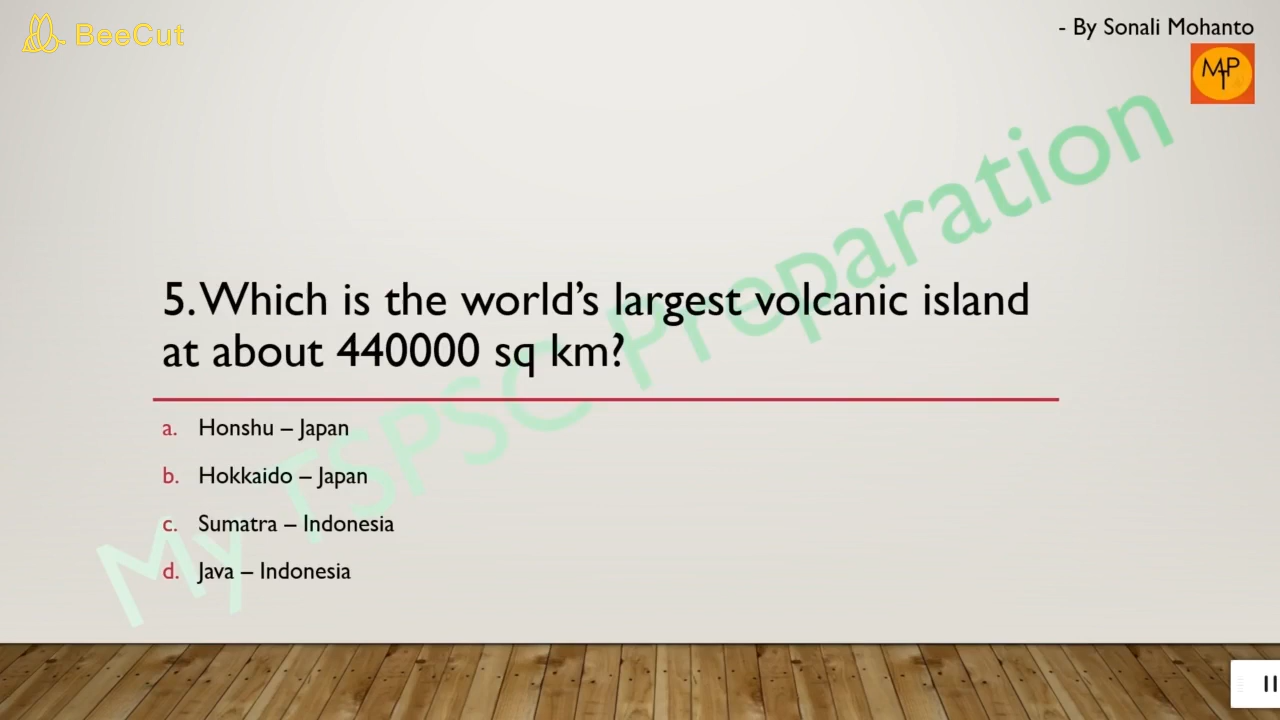 BeeCut
- By Sonali Mohanto
MTP
My TSPSC Preparation
5. Which is the world's largest volcanic island
at about 440000 sq km?
a. Honshu – Japan
b. Hokkaido – Japan
c. Sumatra – Indonesia
d. Java – Indonesia